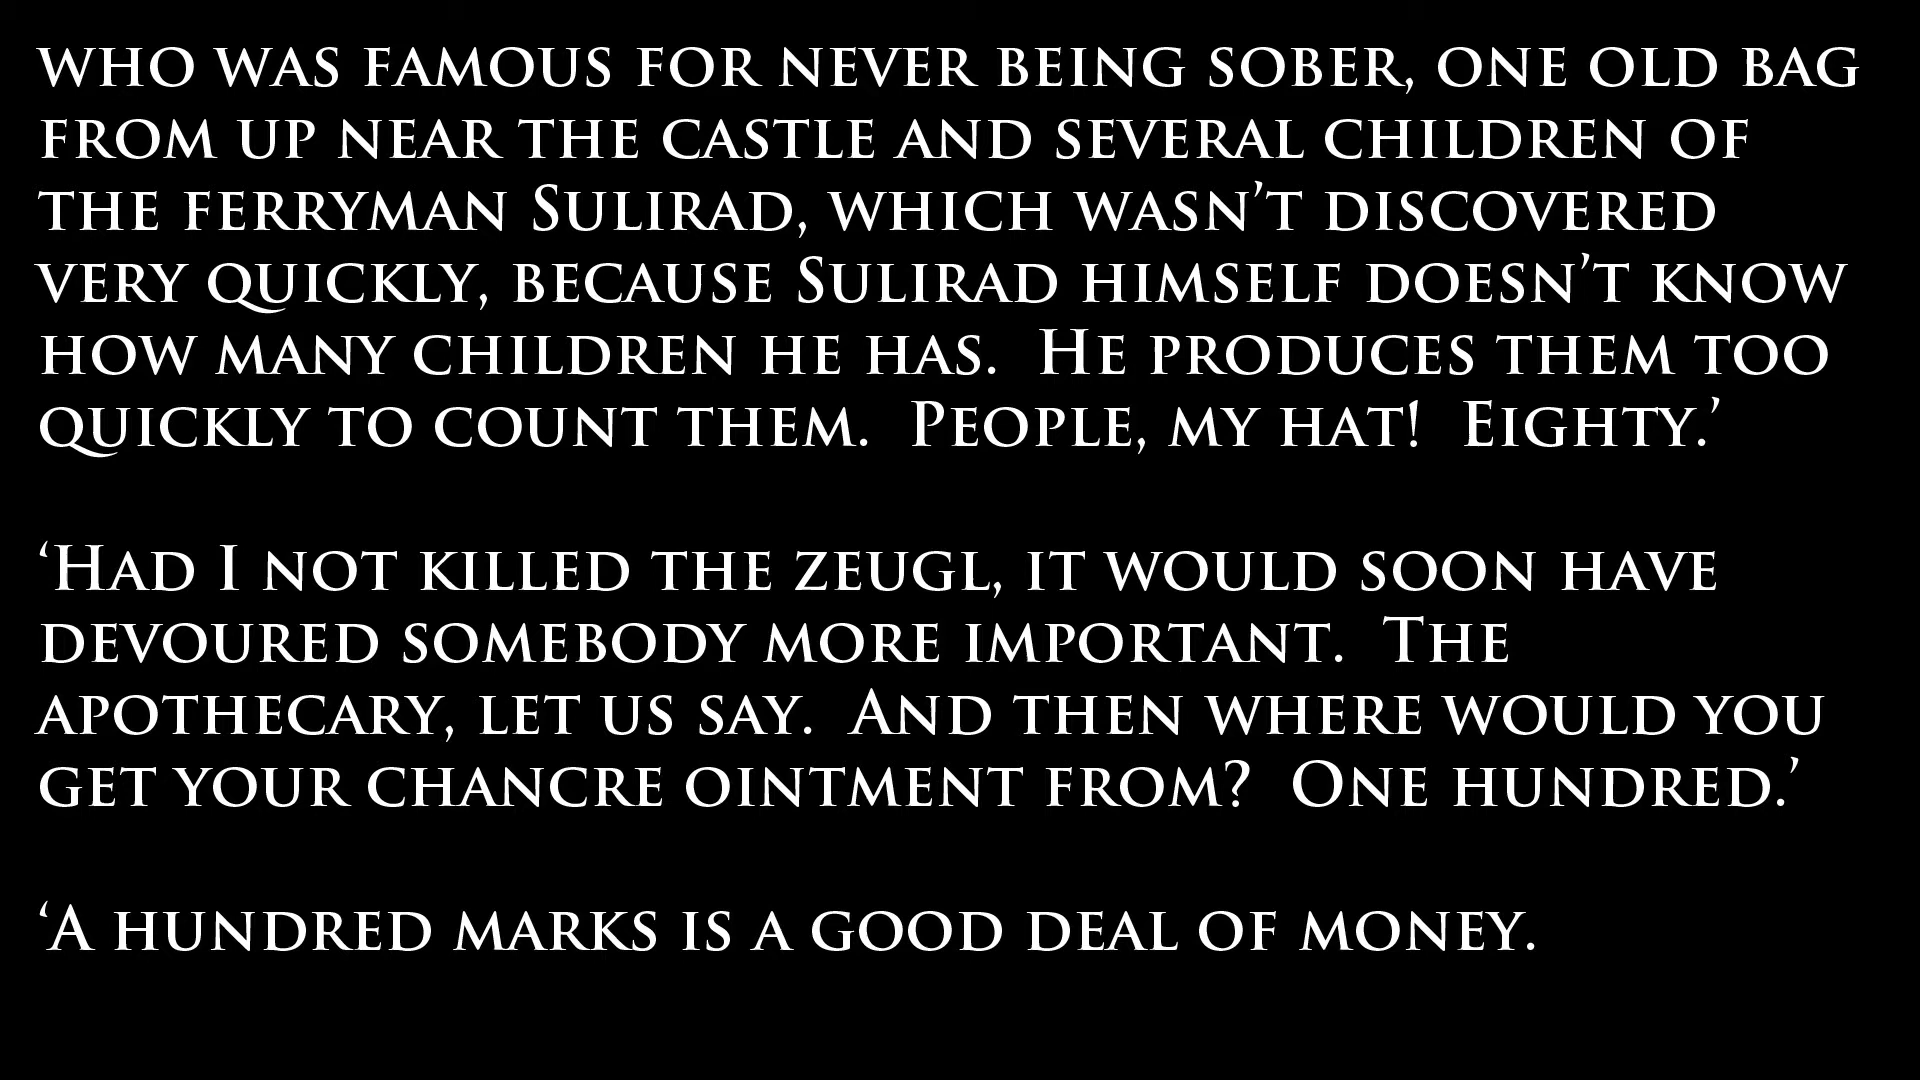 who was famous for never being sober, one old bag
from up near the castle and several children of
the ferryman Sulirad, which wasn’t discovered
very quickly, because Sulirad himself doesn’t know
how many children he has.  He produces them too
quickly to count them.  People, my hat!  Eighty.’
‘Had I not killed the zeugl, it would soon have
devoured somebody more important.  The
apothecary, let us say.  And then where would you
get your chancre ointment from?  One hundred.’
‘A hundred marks is a good deal of money.